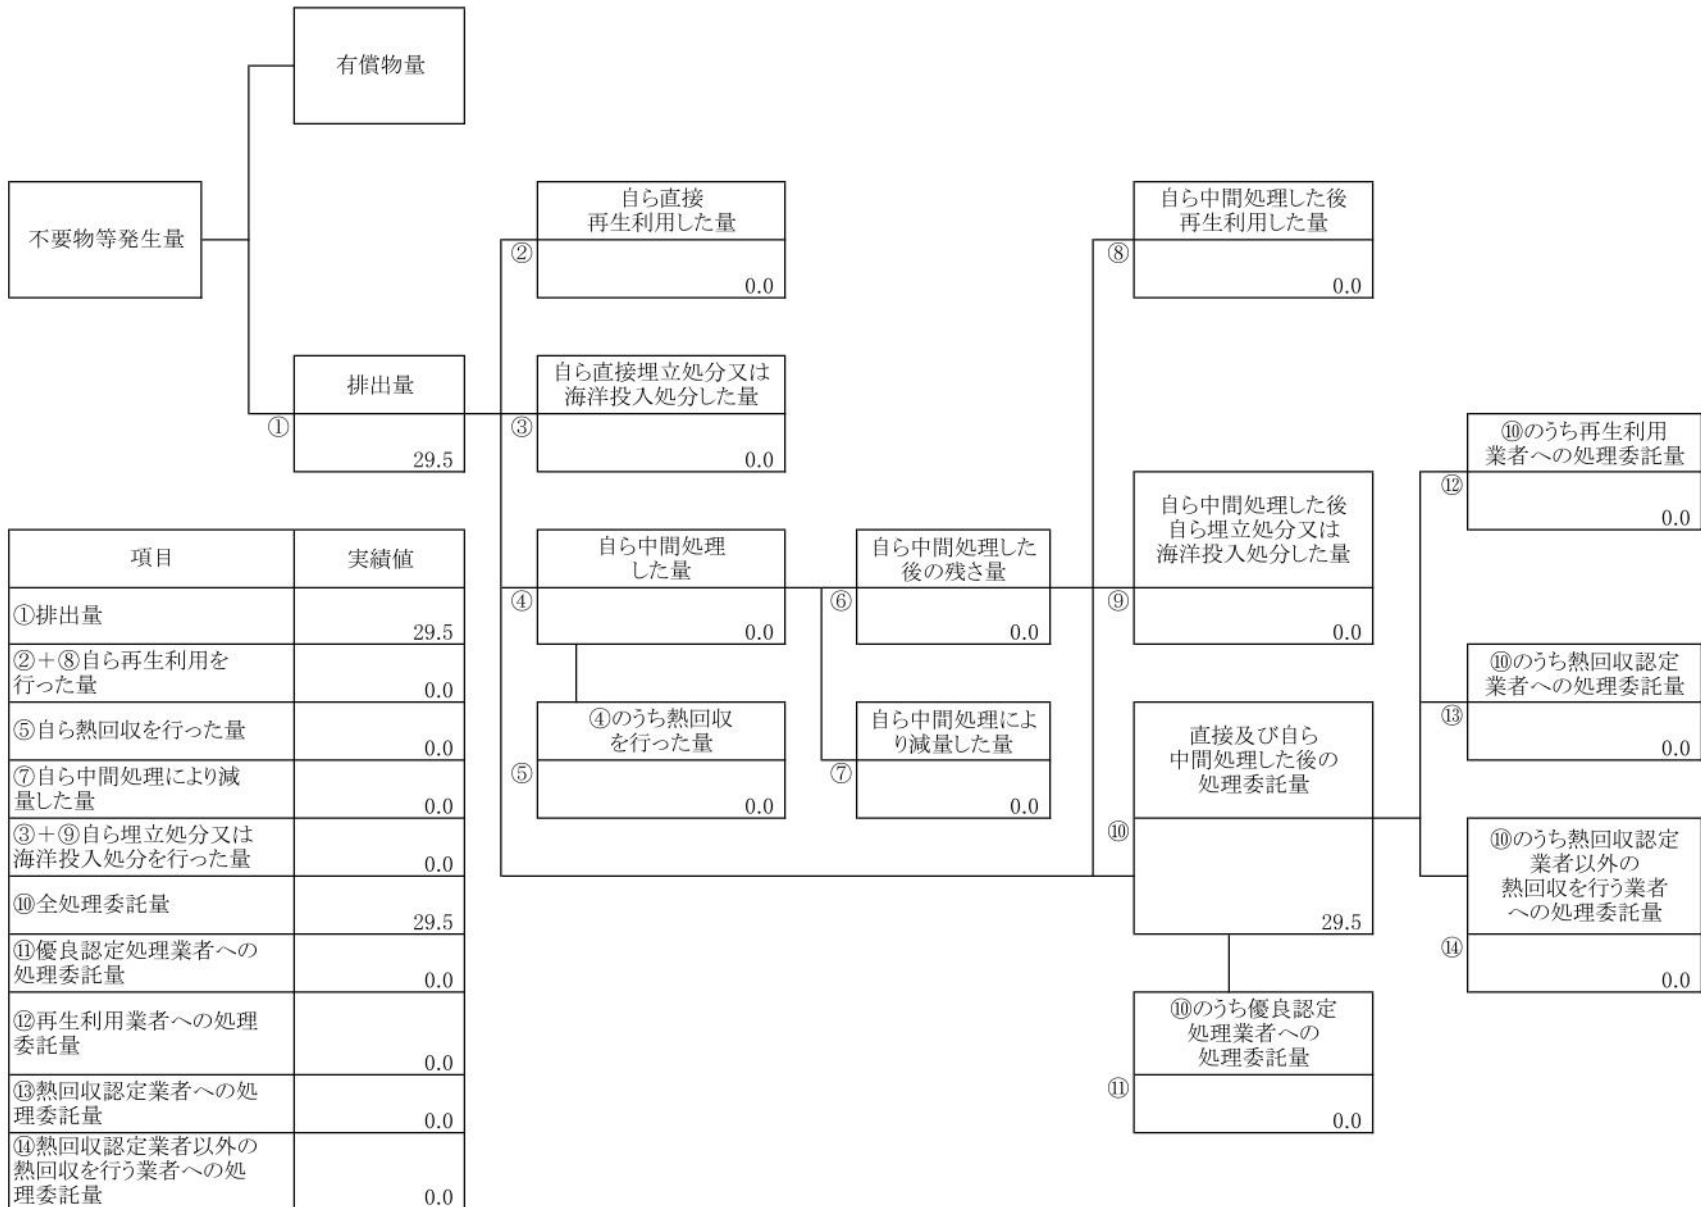 有償物量
不要物等発生量
排出量
①
29.5
自ら直接
再生利用した量
②
0.0
自ら直接埋立処分又は
海洋投入処分した量
③
0.0
自ら中間処理
した量
④
0.0
④のうち熱回収
を行った量
⑤
0.0
自ら中間処理した
後の残さ量
⑥
0.0
自ら中間処理によ
り減量した量
⑦
0.0
自ら中間処理した後
再生利用した量
⑧
0.0
自ら中間処理した後
自ら埋立処分又は
海洋投入処分した量
⑨
0.0
直接及び自ら
中間処理した後の
処理委託量
⑩
29.5
⑩のうち優良認定
処理業者への
処理委託量
⑪
0.0
⑩のうち再生利用
業者への処理委託量
⑫
0.0
⑩のうち熱回収認定
業者への処理委託量
⑬
0.0
⑩のうち熱回収認定
業者以外の
熱回収を行う業者
への処理委託量
⑭
0.0
項目 実績値
①排出量
29.5
②＋⑧自ら再生利用を
行った量
0.0
⑤自ら熱回収を行った量
0.0
⑦自ら中間処理により減
量した量
0.0
③＋⑨自ら埋立処分又は
海洋投入処分を行った量
0.0
⑩全処理委託量
29.5
⑪優良認定処理業者への
処理委託量
0.0
⑫再生利用業者への処理
委託量
0.0
⑬熱回収認定業者への処
理委託量
0.0
⑭熱回収認定業者以外の
熱回収を行う業者への処
理委託量
0.0